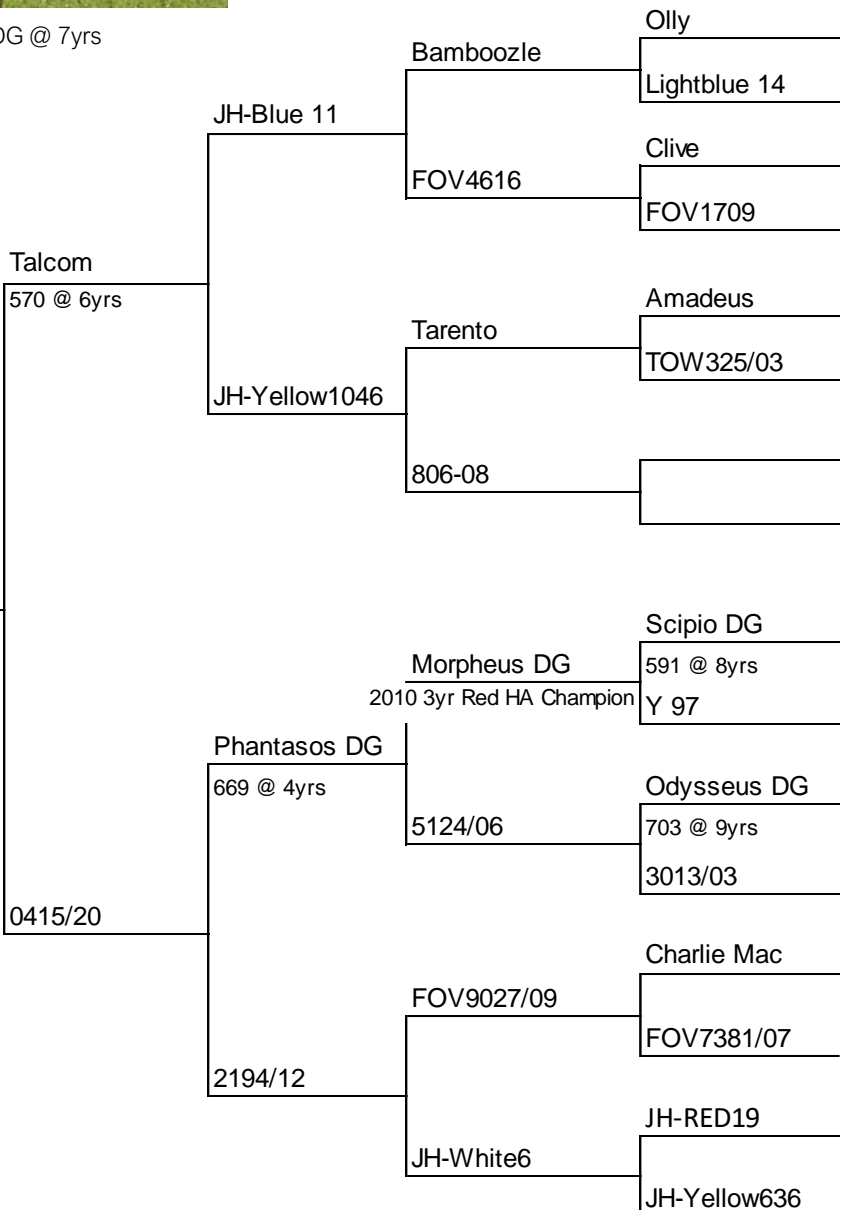 DG @ 7yrs
Olly
Bamboozle
Lightblue 14
JH-Blue 11
Clive
FOV4616
FOV1709
Talcom
570 @ 6yrs
Amadeus
Tarento
TOW325/03
JH-Yellow1046
806-08
Scipio DG
Morpheus DG
591 @ 8yrs
2010 3yr Red HA Champion
Y 97
Phantasos DG
669 @ 4yrs
Odysseus DG
5124/06
703 @ 9yrs
3013/03
0415/20
Charlie Mac
FOV9027/09
FOV7381/07
2194/12
JH-RED19
JH-White6
JH-Yellow636